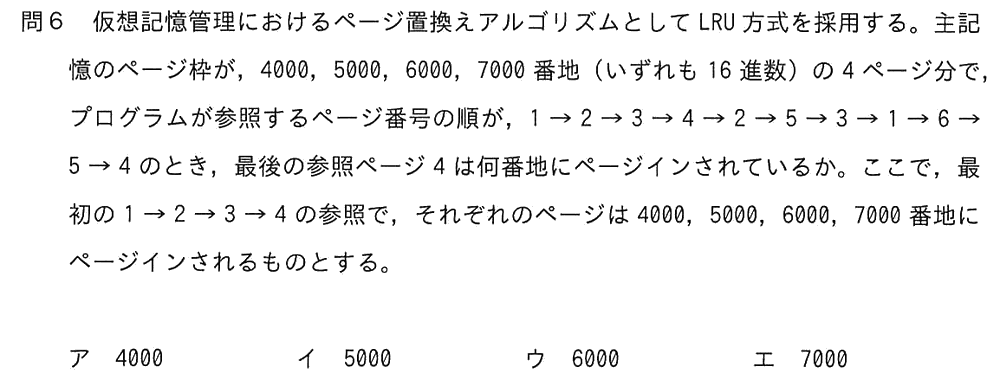 問6 仮想記憶管理におけるページ置換えアルゴリズムとしてLRU方式を採用する。主記
憶のページ枠が，4000，5000，6000，7000番地（いずれも16進数）の4ページ分で，
プログラムが参照するページ番号の順が，1→2→3→4→2→5→3→1→6→
5→4のとき，最後の参照ページ4は何番地にページインされているか。ここで，最
初の1→2→3→4の参照で，それぞれのページは4000，5000，6000，7000番地に
ページインされるものとする。
ア 4000 イ 5000 ウ 6000 エ 7000